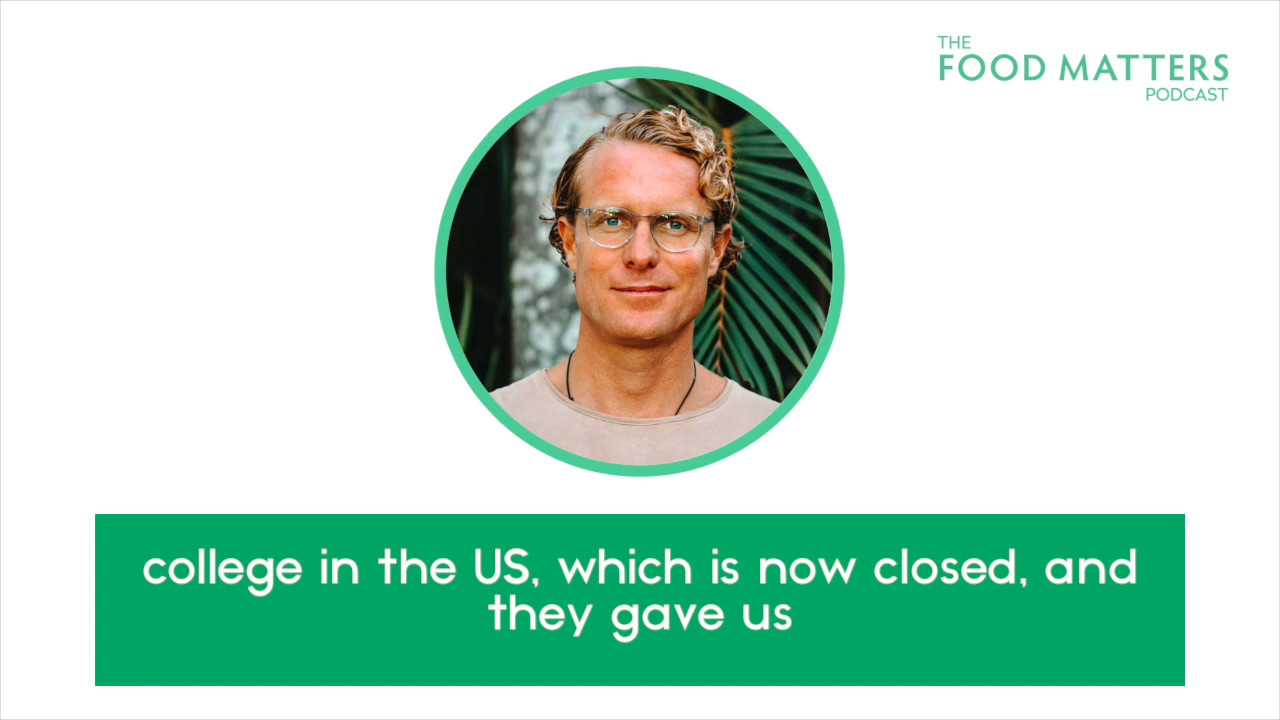 THE
FOOD MATTERS
PODCAST
college in the US, which is now closed, and
they gave us